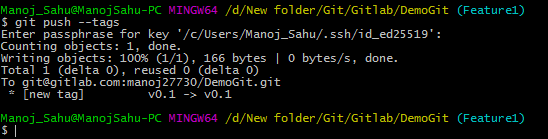 Manoj_Sahu@ManojSahu-PC MINGW64 /d/New folder/Git/Gitlab/DemoGit (Feature1)
$ git push --tags
Enter passphrase for key '/c/Users/Manoj_Sahu/.ssh/id_ed25519':
Counting objects: 1, done.
Writing objects: 100% (1/1), 166 bytes | 0 bytes/s, done.
Total 1 (delta 0), reused 0 (delta 0)
To git@gitlab.com:manoj27730/DemoGit.git
 * [new tag]         v0.1 -> v0.1
Manoj_Sahu@ManojSahu-PC MINGW64 /d/New folder/Git/Gitlab/DemoGit (Feature1)
$